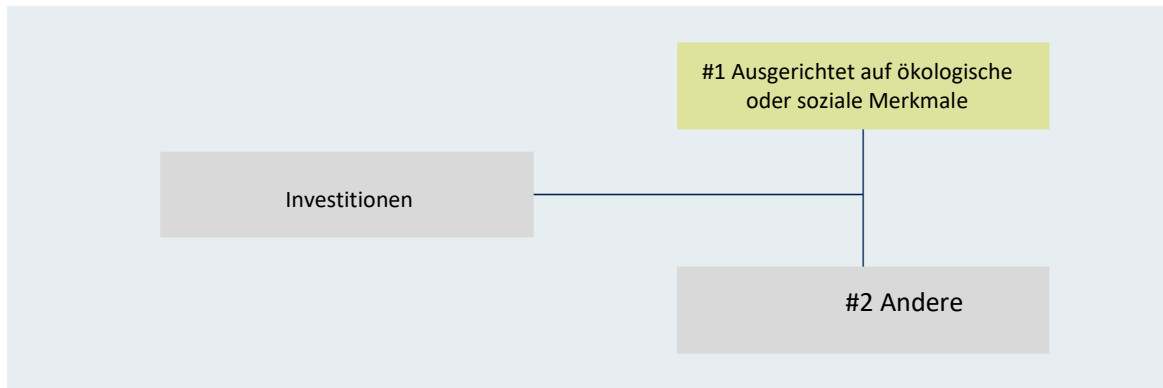 #1 Ausgerichtet auf ökologische
oder soziale Merkmale
Investitionen
#2 Andere